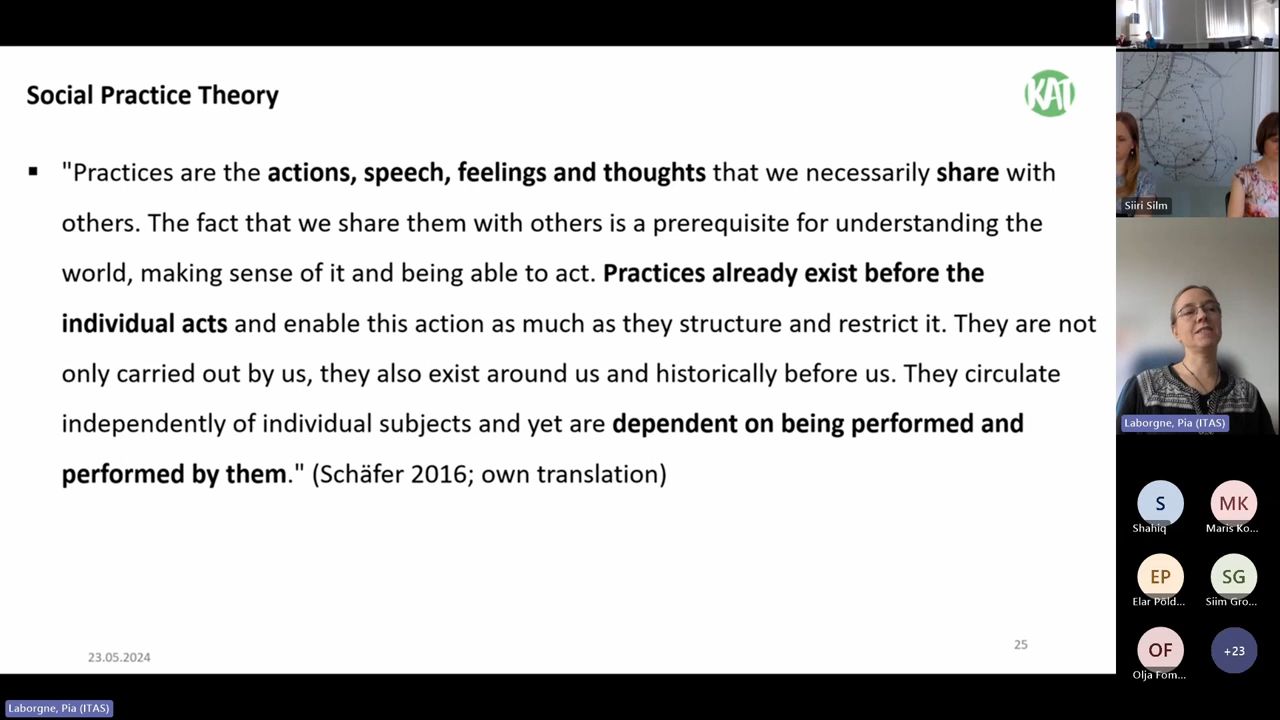 Social Practice Theory
KAT
▪ "Practices are the actions, speech, feelings and thoughts that we necessarily share with
others. The fact that we share them with others is a prerequisite for understanding the
world, making sense of it and being able to act. Practices already exist before the
individual acts and enable this action as much as they structure and restrict it. They are not
only carried out by us, they also exist around us and historically before us. They circulate
independently of individual subjects and yet are dependent on being performed and
performed by them." (Schäfer 2016; own translation)
23.05.2024
25
Laborgne, Pia (ITAS)
Siiri Silm
Laborgne, Pia (ITAS)
S
Shahiq
MK
Maris Ko...
EP
Elar Põld...
SG
Siim Gro...
OF
Olja Fom...
+23